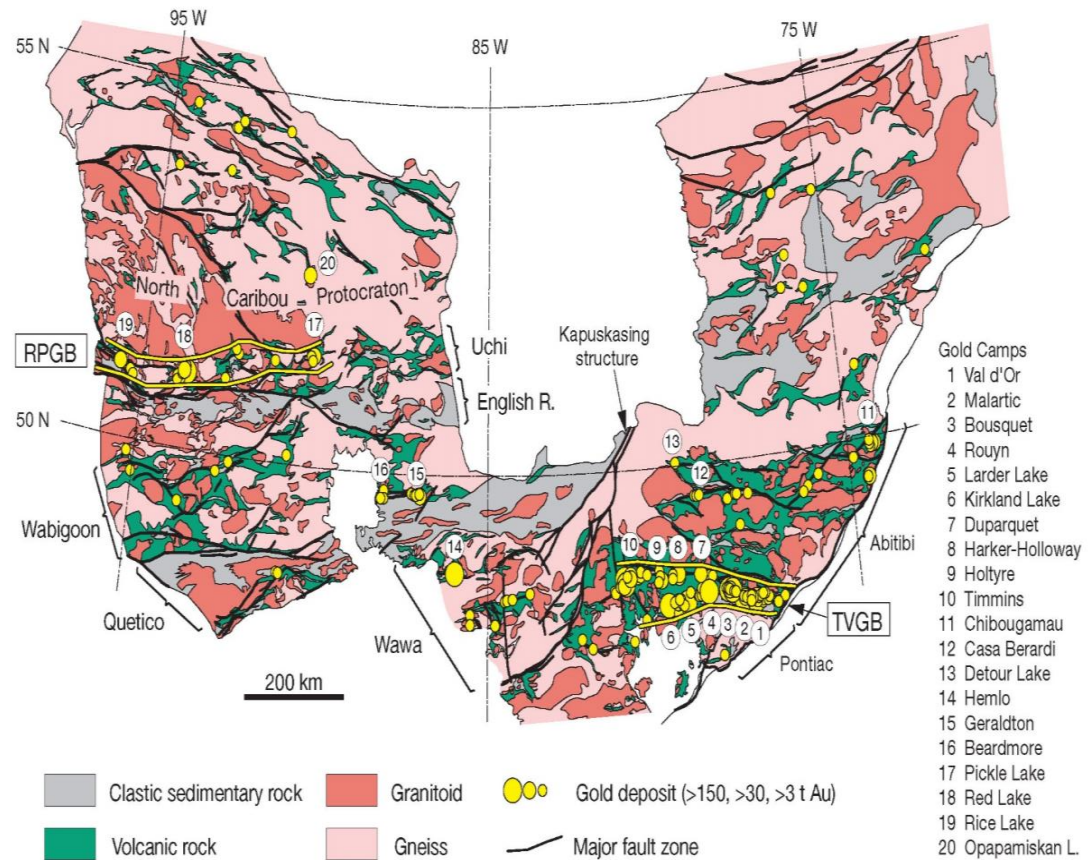 95 W
55 N
85 W
75 W
20
North Caribou Protocraton
19
18
17
RPGB
Uchi
English R.
Kapuskasing
structure
50 N
16
15
13
12
11
Wabigoon
14
10
9
8
7
Abitibi
Quetico
Wawa
6
5
4
3
2
1
TVGB
Pontiac
200 km
Gold Camps
1 Val d'Or
2 Malartic
3 Bousquet
4 Rouyn
5 Larder Lake
6 Kirkland Lake
7 Duparquet
8 Harker-Holloway
9 Holtyre
10 Timmins
11 Chibougamau
12 Casa Berardi
13 Detour Lake
14 Hemlo
15 Geraldton
16 Beardmore
17 Pickle Lake
18 Red Lake
19 Rice Lake
20 Opapamiskan L.
Clastic sedimentary rock
Granitoid
Gold deposit (>150, >30, >3 t Au)
Volcanic rock
Gneiss
Major fault zone